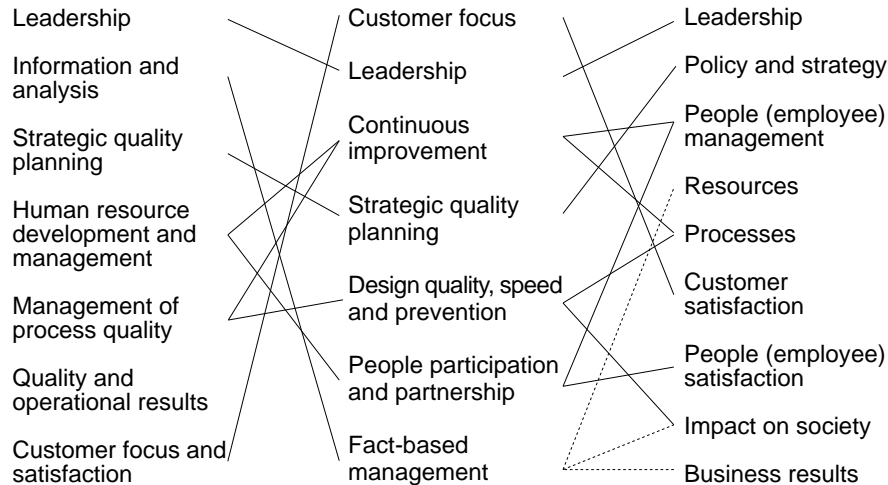 Leadership
Information and
analysis
Strategic quality
planning
Human resource
development and
management
Management of
process quality
Quality and
operational results
Customer focus and
satisfaction
Customer focus
Leadership
Continuous
improvement
Strategic quality
planning
Design quality, speed
and prevention
People participation
and partnership
Fact-based
management
Leadership
Policy and strategy
People (employee)
management
Resources
Processes
Customer
satisfaction
People (employee)
satisfaction
Impact on society
Business results